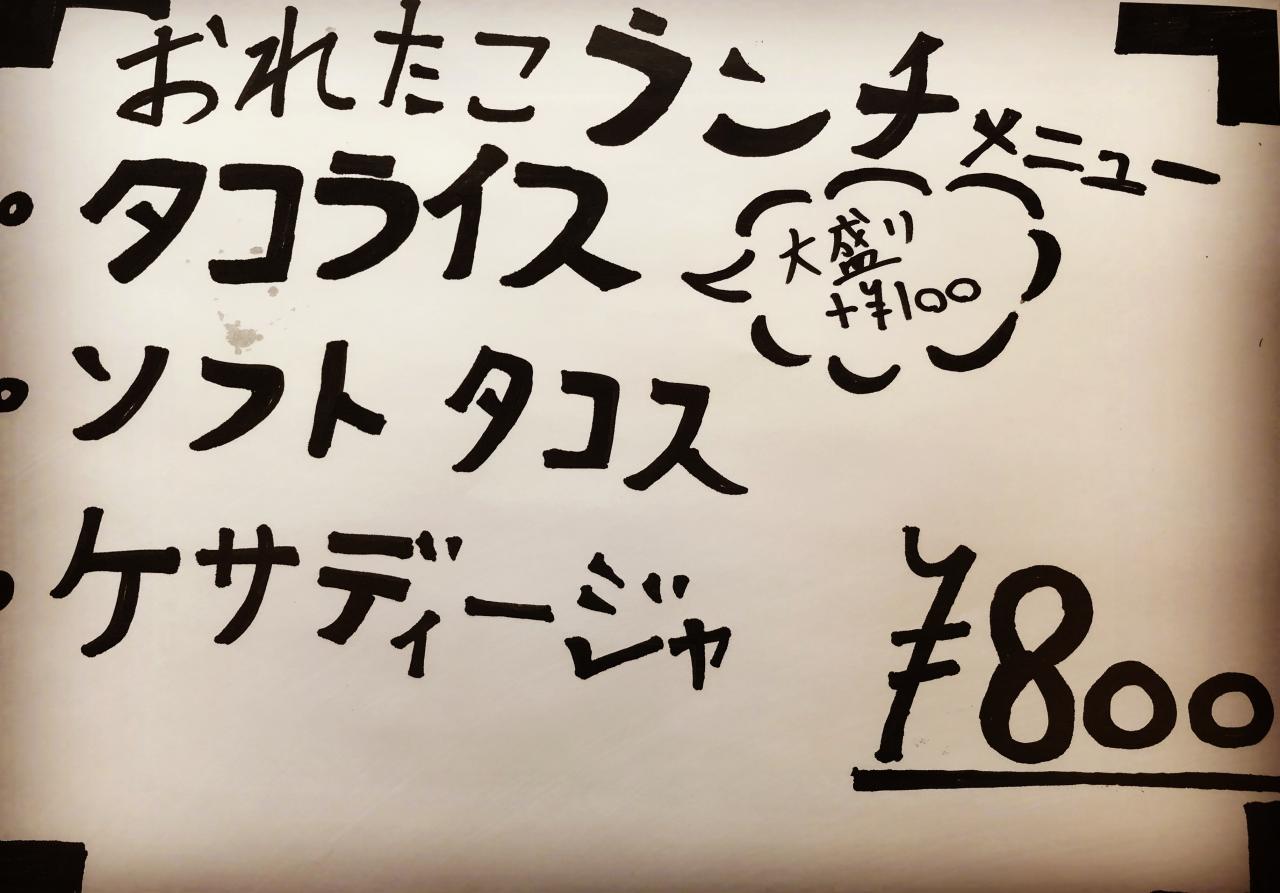 おれたこランチメニュー
・タコライス
大盛り
+¥100
・ソフトタコス
・ケサディージャ
¥800